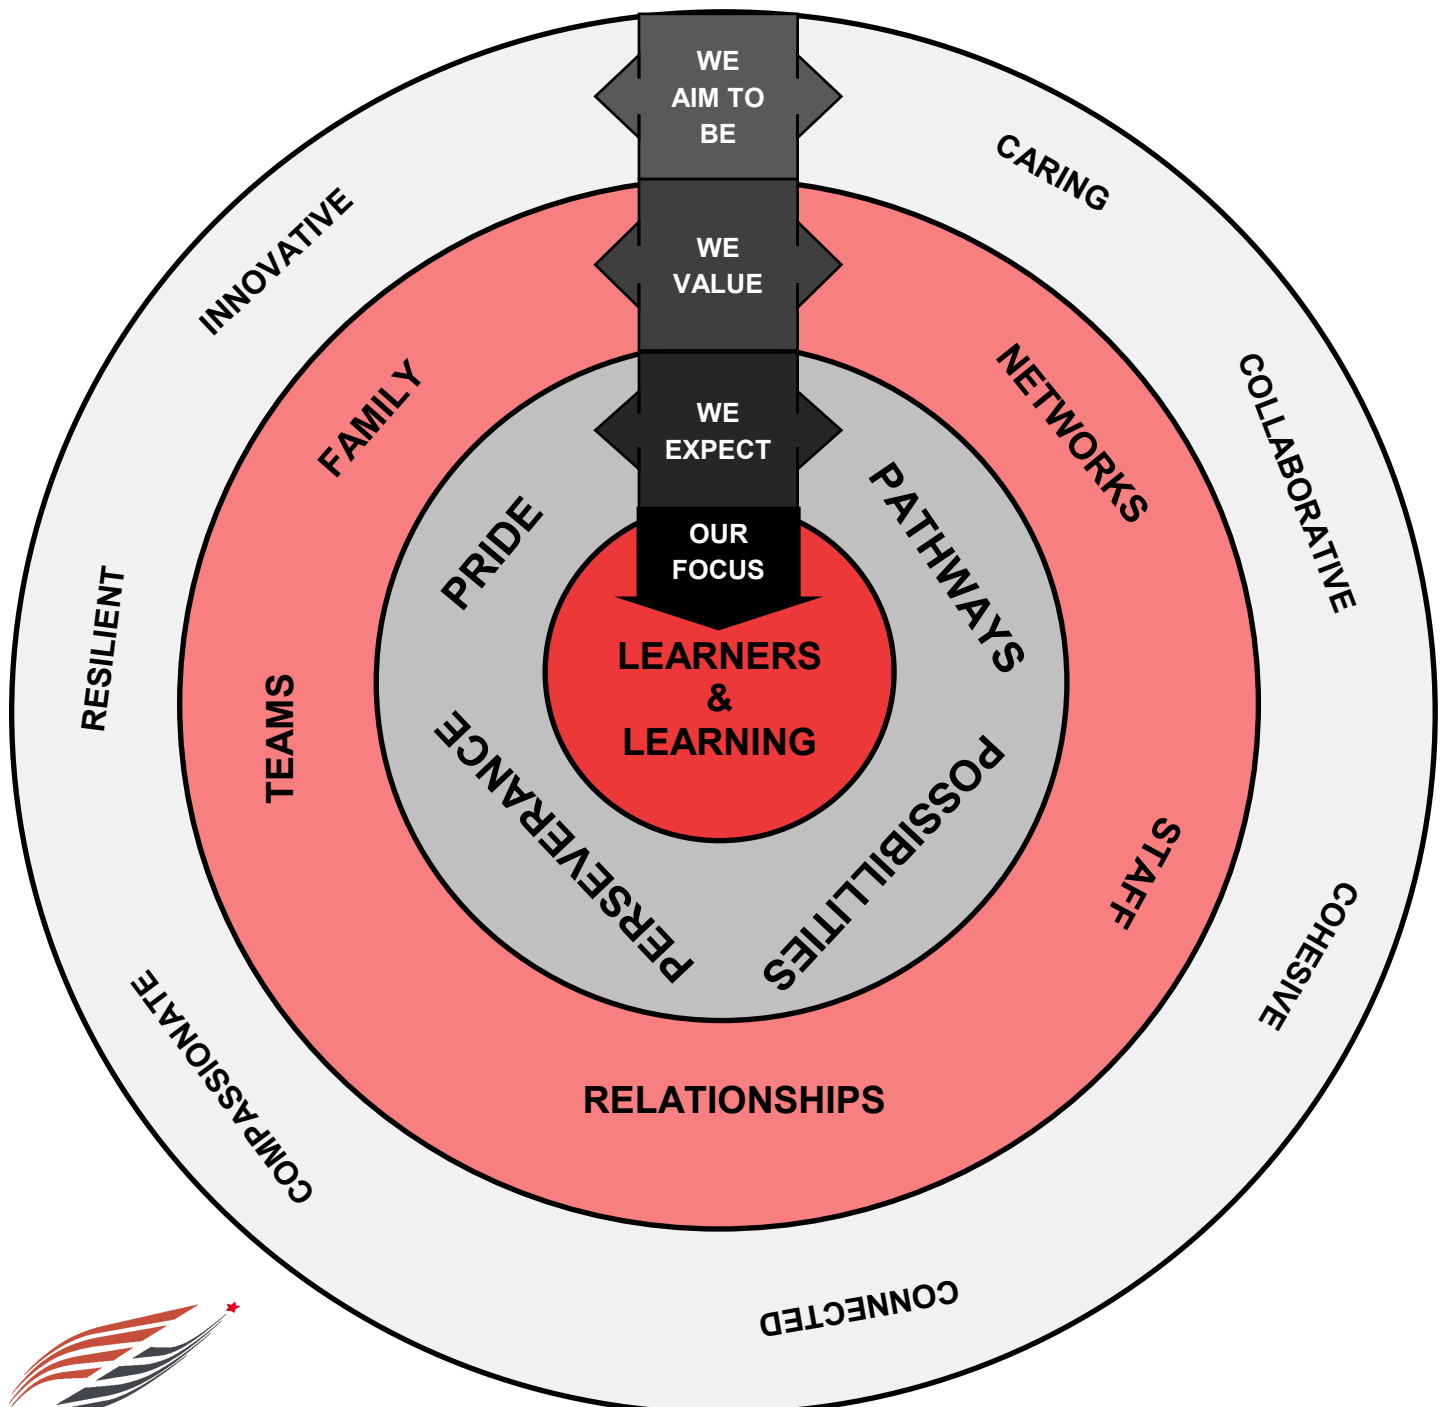 WE
AIM TO
BE
CARING
COLLABORATIVE
COHESIVE
CONNECTED
COMPASSIONATE
RESILIENT
INNOVATIVE
WE
VALUE
NETWORKS
STAFF
RELATIONSHIPS
TEAMS
FAMILY
WE
EXPECT
PATHWAYS
POSSIBILLITIES
PERSEVERANCE
PRIDE
OUR
FOCUS
LEARNERS
&
LEARNING